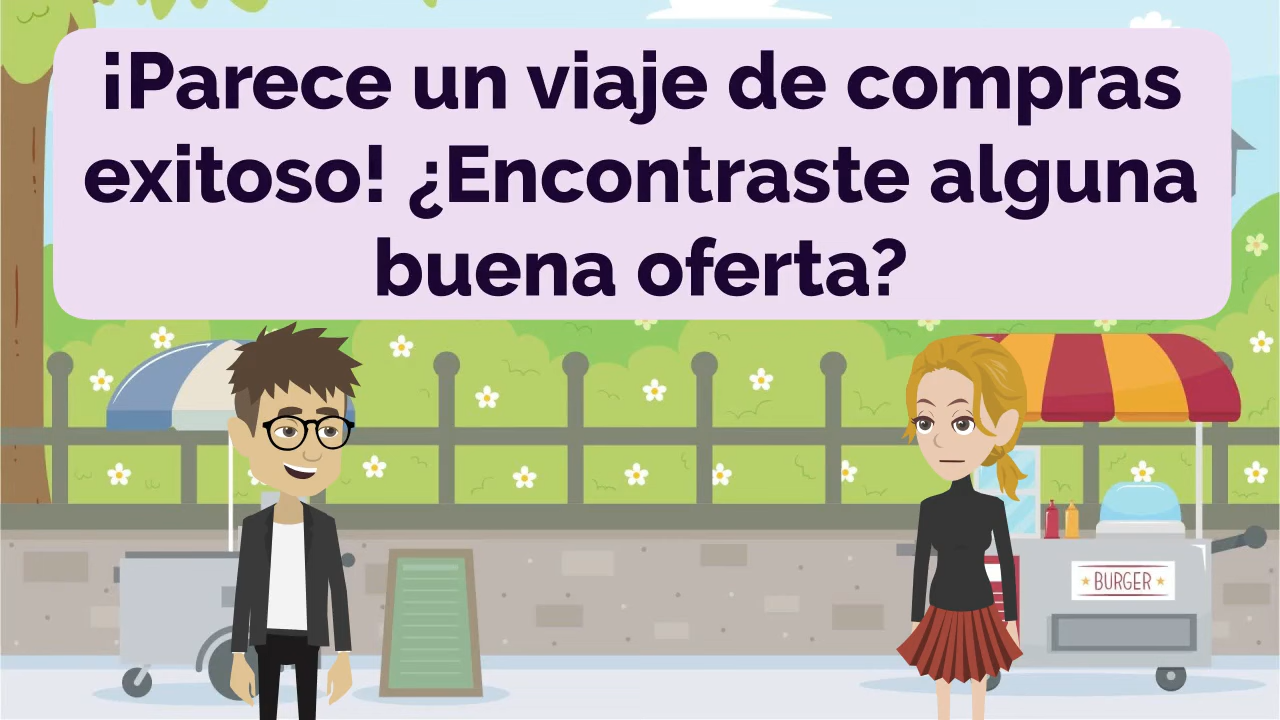 ¡Parece un viaje de compras
exitoso! ¿Encontraste alguna
buena oferta?
BURGER